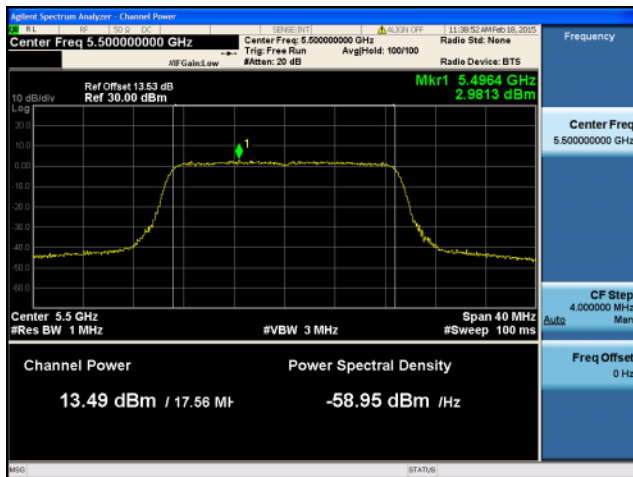 Agilent Spectrum Analyzer - Channel Power
RL RF 50 Ω DC SENSE:INT ALIGN OFF 11:38:52 AM Feb 18, 2015
Center Freq 5.500000000 GHz
Center Freq: 5.500000000 GHz
Radio Std: None
Trig: Free Run Avg|Hold: 100/100
#IFGain:Low #Atten: 20 dB Radio Device: BTS
Mkr1 5.4964 GHz
2.9813 dBm
Ref Offset 13.53 dB
10 dB/div Ref 30.00 dBm
Log
20.0
10.0
1
0.00
-10.0
-20.0
-30.0
-40.0
-50.0
-60.0
Center 5.5 GHz Span 40 MHz
#Res BW 1 MHz #VBW 3 MHz #Sweep 100 ms
Channel Power Power Spectral Density
13.49 dBm / 17.56 MH -58.95 dBm /Hz
MSG STATUS
Frequency
Center Freq
5.500000000 GHz
CF Step
4.000000 MHz
Auto Man
Freq Offset
0 Hz